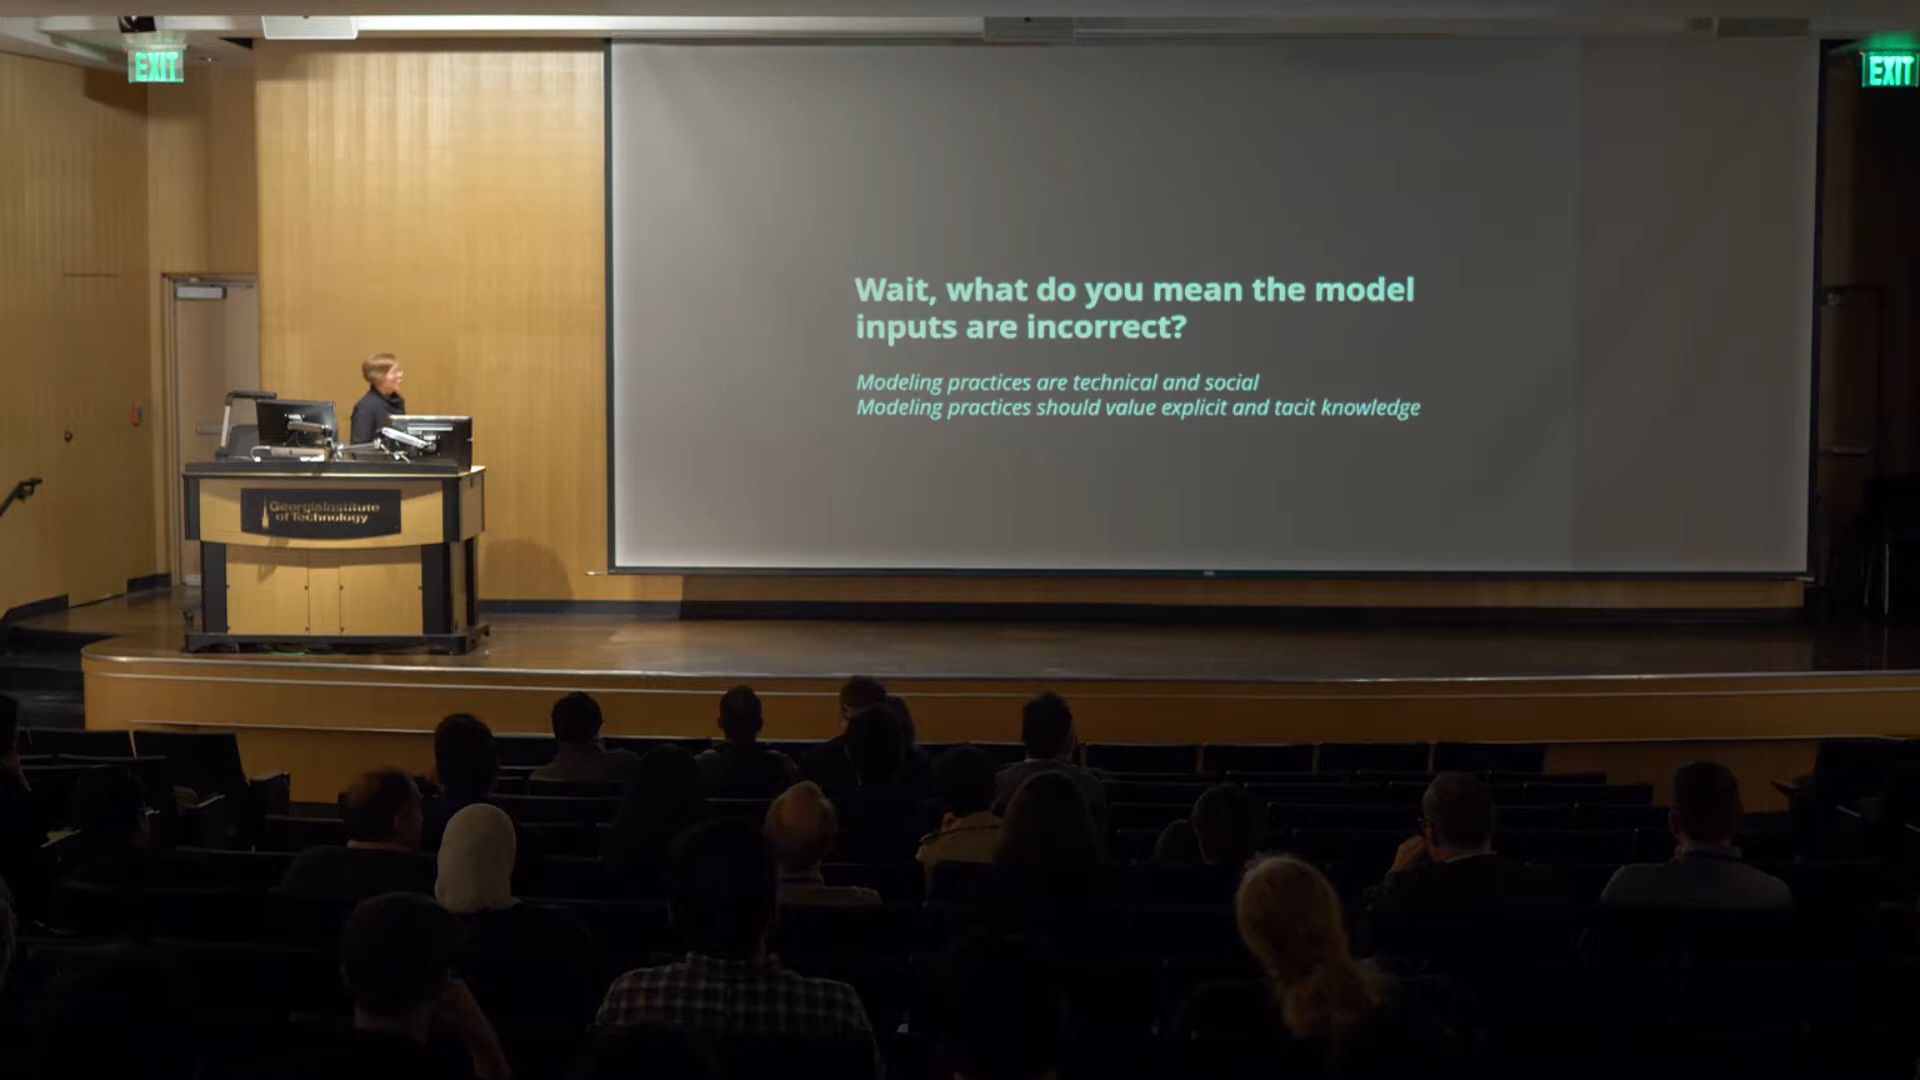 EXIT
EXIT
Wait, what do you mean the model
inputs are incorrect?
Modeling practices are technical and social
Modeling practices should value explicit and tacit knowledge
Georgia Institute
of Technology